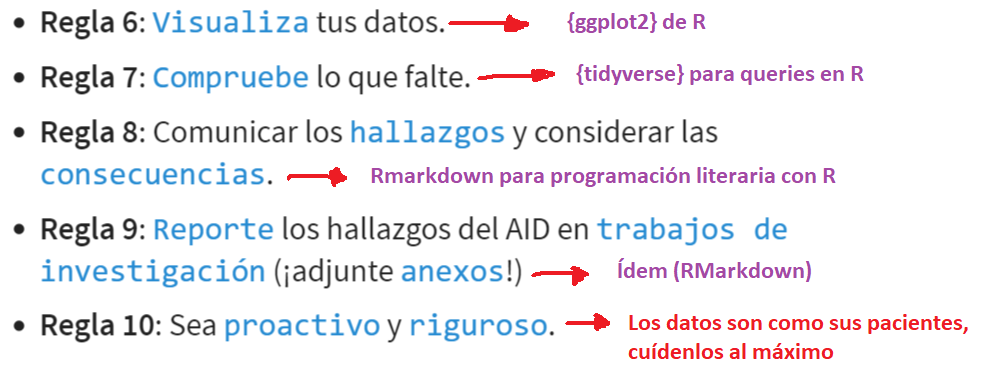 Regla 6: Visualiza tus datos. {ggplot2} de R
Regla 7: Compruebe lo que falte. {tidyverse} para queries en R
Regla 8: Comunicar los hallazgos y considerar las
consecuencias. Rmarkdown para programación literaria con R
Regla 9: Reporte los hallazgos del AID en trabajos de
investigación (¡adjunte anexos!) Ídem (RMarkdown)
Regla 10: Sea proactivo y riguroso. Los datos son como sus pacientes,
cuídenlos al máximo